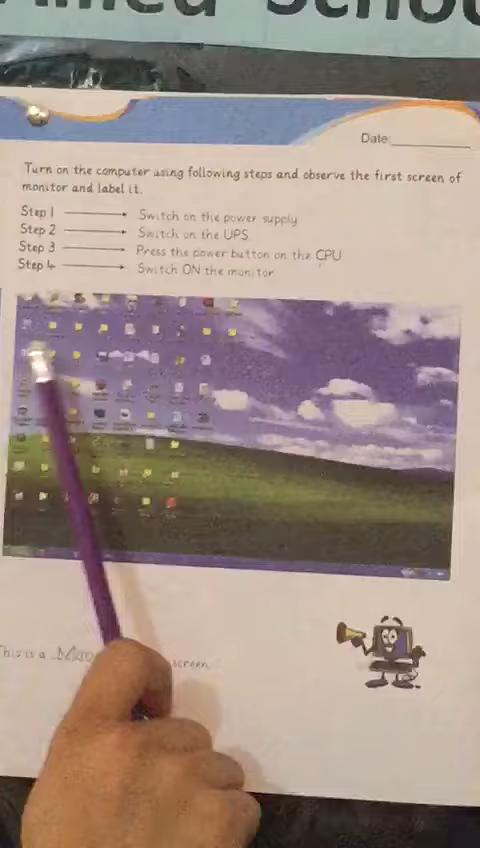 School
Date:
Turn on the computer using following steps and observe the first screen of
monitor and label it.
Step 1 Switch on the power supply
Step 2 Switch on the UPS
Step 3 Press the power button on the CPU
Step 4 Switch ON the monitor
This is a screen.